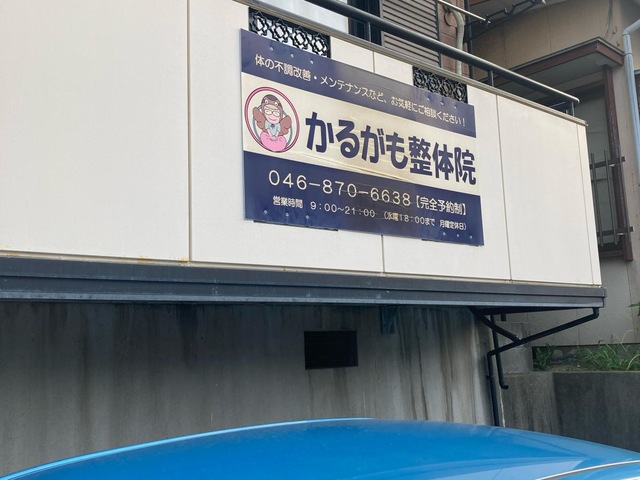 体の不調改善・メンテナンスなど、お気軽にご相談ください！
かるがも整体院
046-870-6638【完全予約制】
営業時間 9：00〜21：00 （水曜18：00まで 月曜定休日）